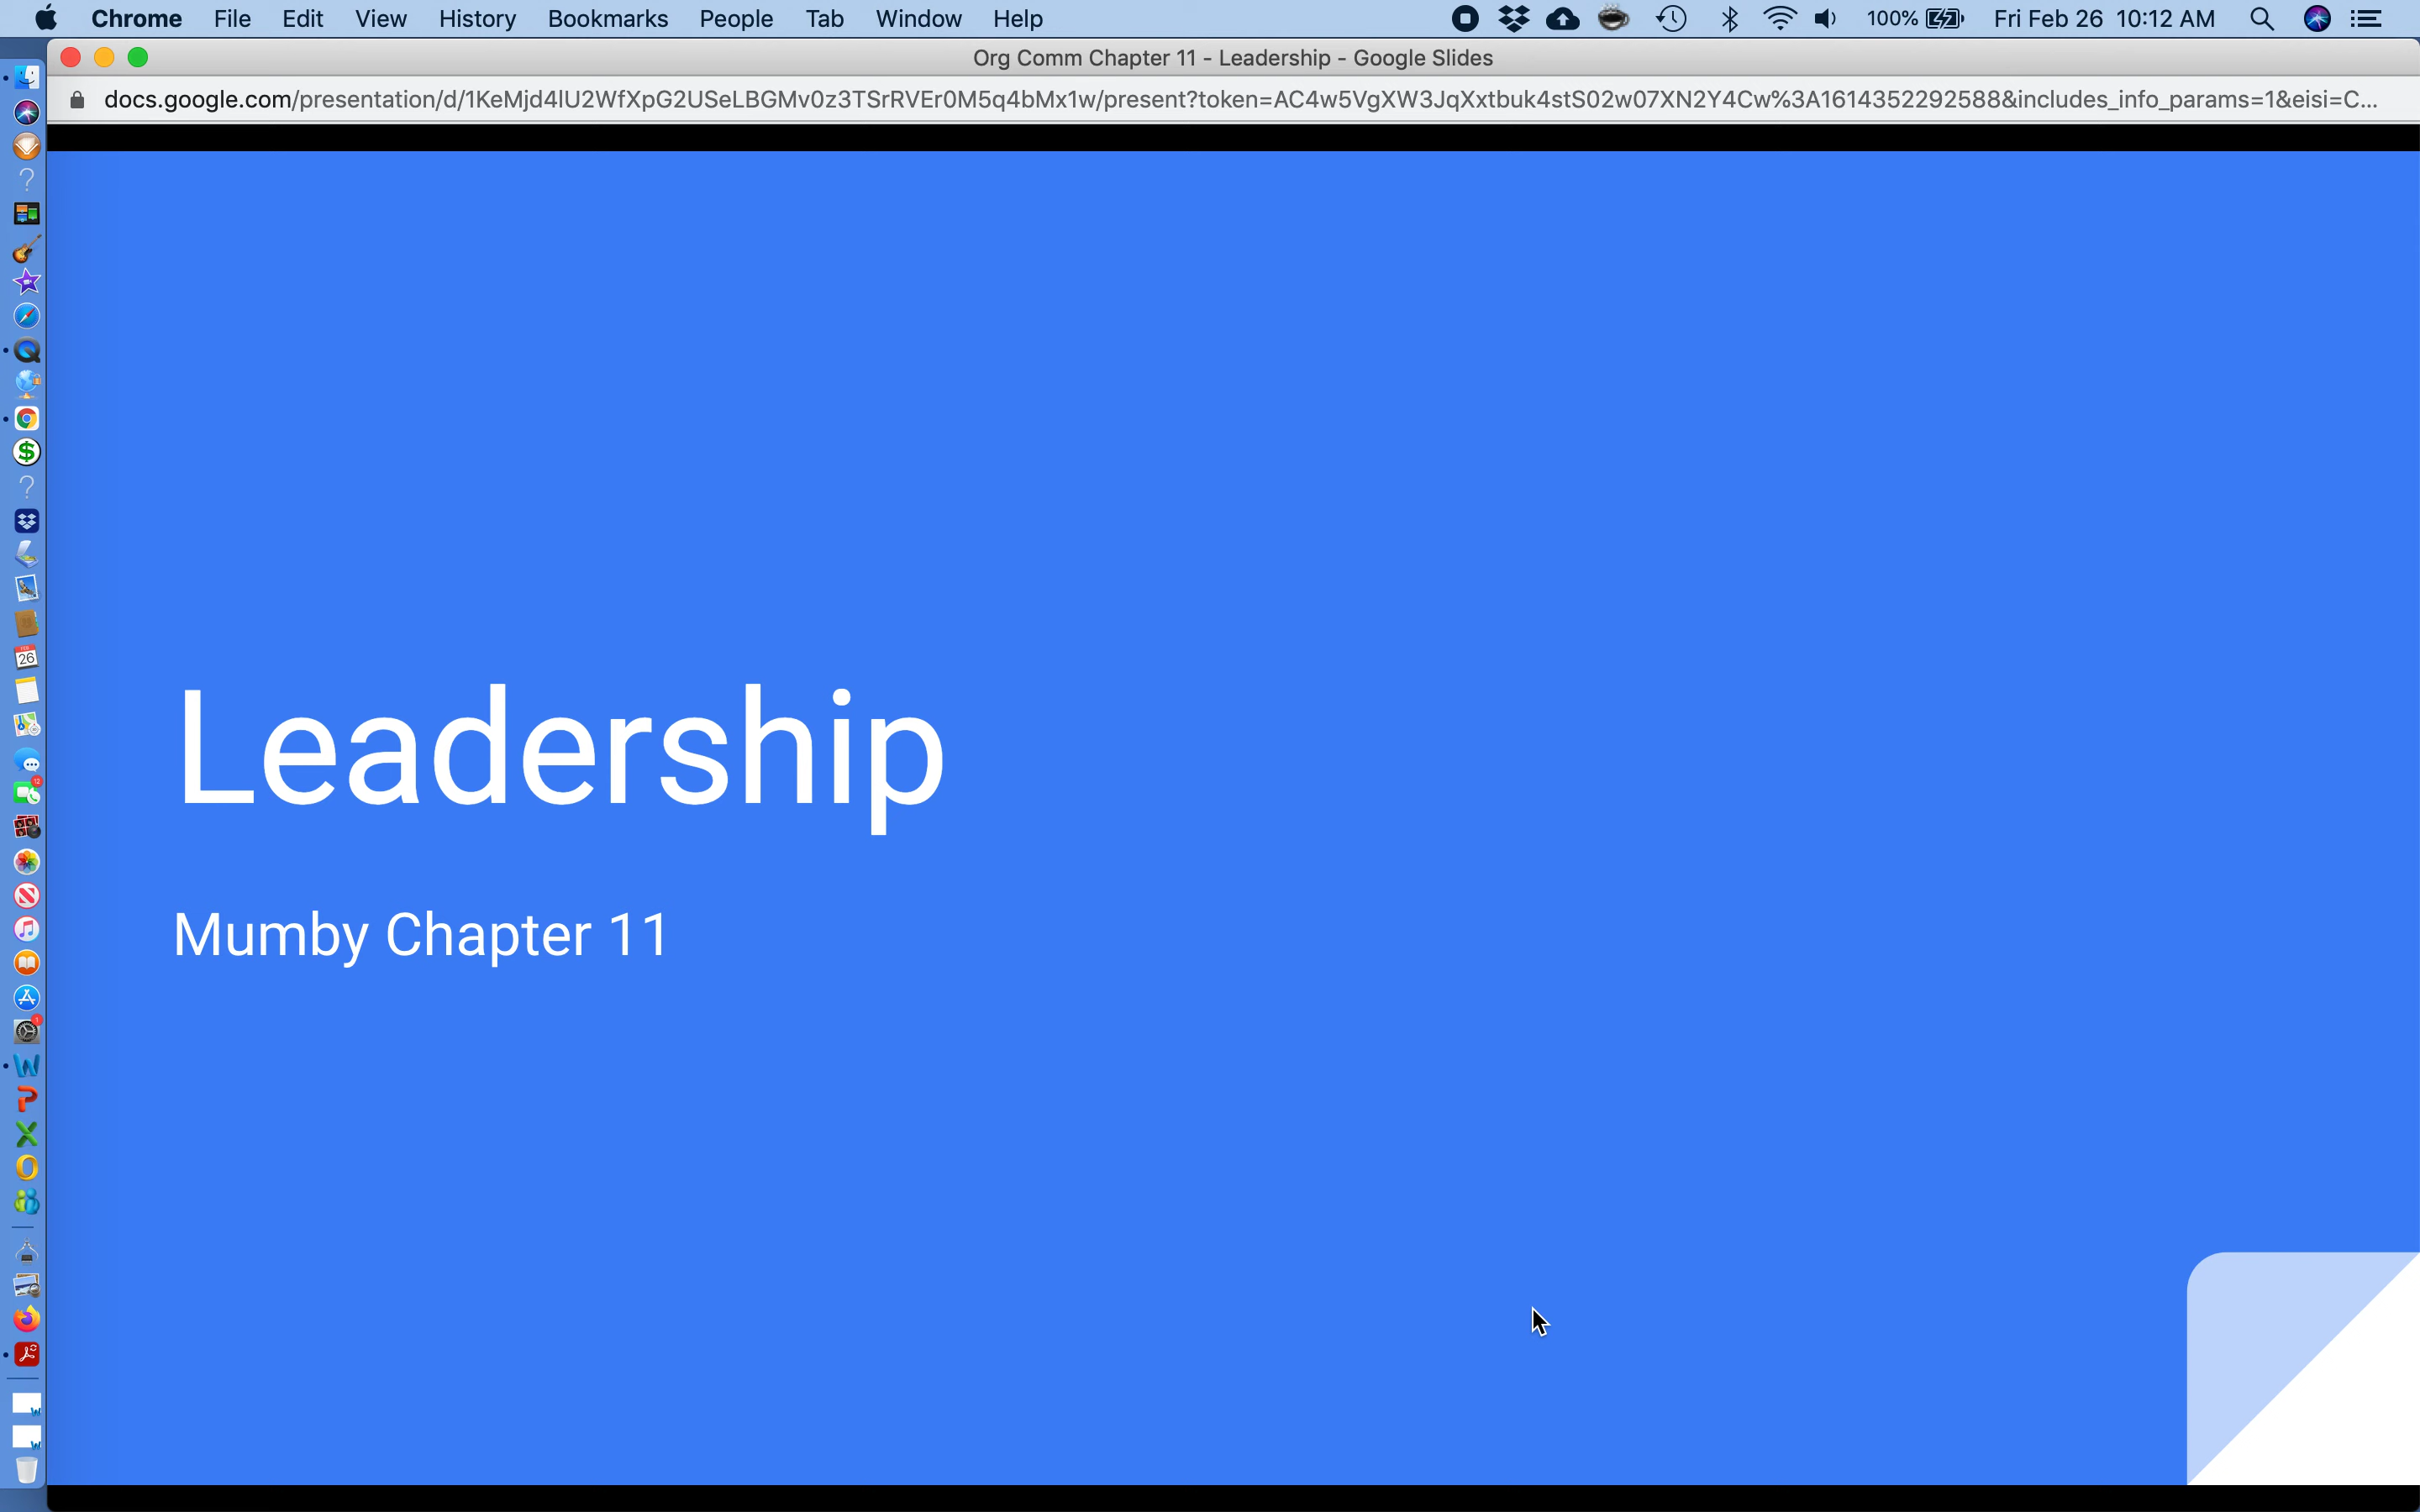 Chrome File Edit View History Bookmarks People Tab Window Help 100% Fri Feb 26 10:12 AM
Org Comm Chapter 11 - Leadership - Google Slides
docs.google.com/presentation/d/1KeMjd4lU2WfXpG2USeLBGMv0z3TSrRVEr0M5q4bMx1w/present?token=AC4w5VgXW3JqXxtbuk4stS02w07XN2Y4Cw%3A1614352292588&includes_info_params=1&eisi=C...
Leadership
Mumby Chapter 11